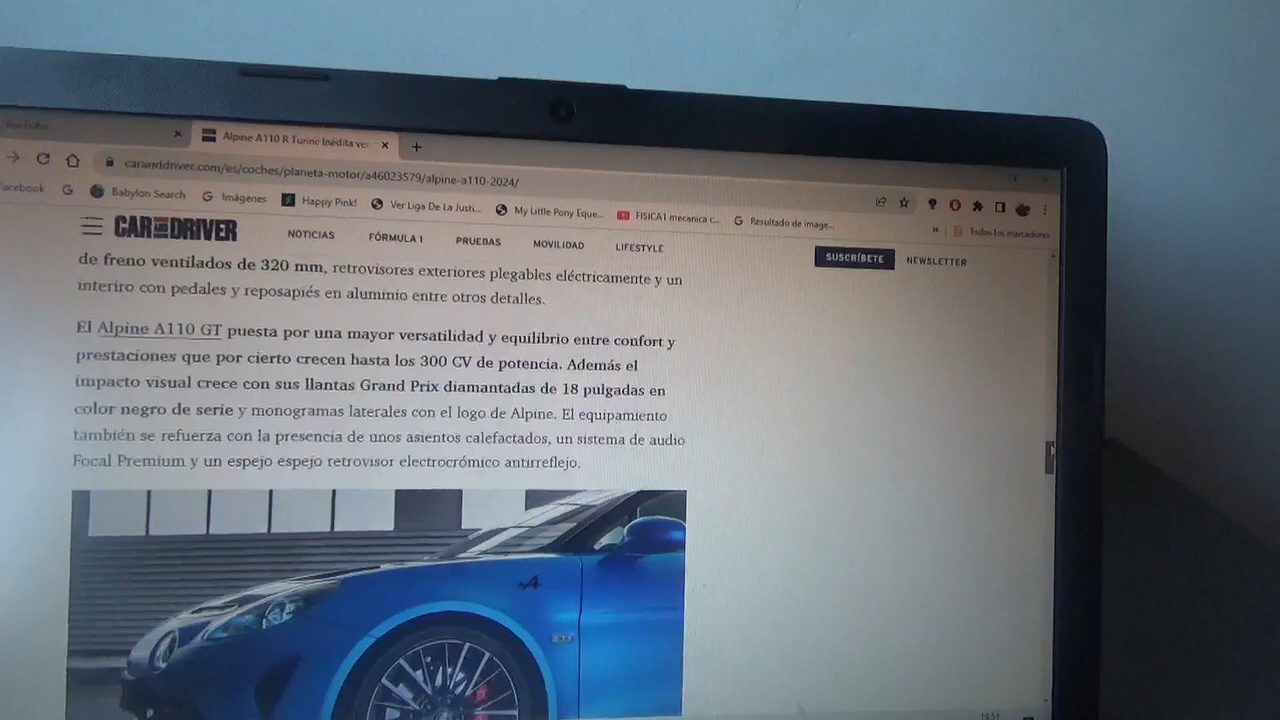 YouTube
Alpine A110 R Turini: Inédita ve
caranddriver.com/es/coches/planeta-motor/a46023579/alpine-a110-2024/
acebook
Babylon Search
Imágenes
Happy Pink!
Ver Liga De La Justi...
My Little Pony Eque...
FISICA1 mecanica c...
Resultado de image...
Todos los marcadores
CAR AND DRIVER
NOTICIAS
FÓRMULA 1
PRUEBAS
MOVILIDAD
LIFESTYLE
SUSCRÍBETE
NEWSLETTER
de freno ventilados de 320 mm, retrovisores exteriores plegables eléctricamente y un
interiro con pedales y reposapiés en aluminio entre otros detalles.
El Alpine A110 GT puesta por una mayor versatilidad y equilibrio entre confort y
prestaciones que por cierto crecen hasta los 300 CV de potencia. Además el
impacto visual crece con sus llantas Grand Prix diamantadas de 18 pulgadas en
color negro de serie y monogramas laterales con el logo de Alpine. El equipamiento
también se refuerza con la presencia de unos asientos calefactados, un sistema de audio
Focal Premium y un espejo espejo retrovisor electrocrómico antirreflejo.